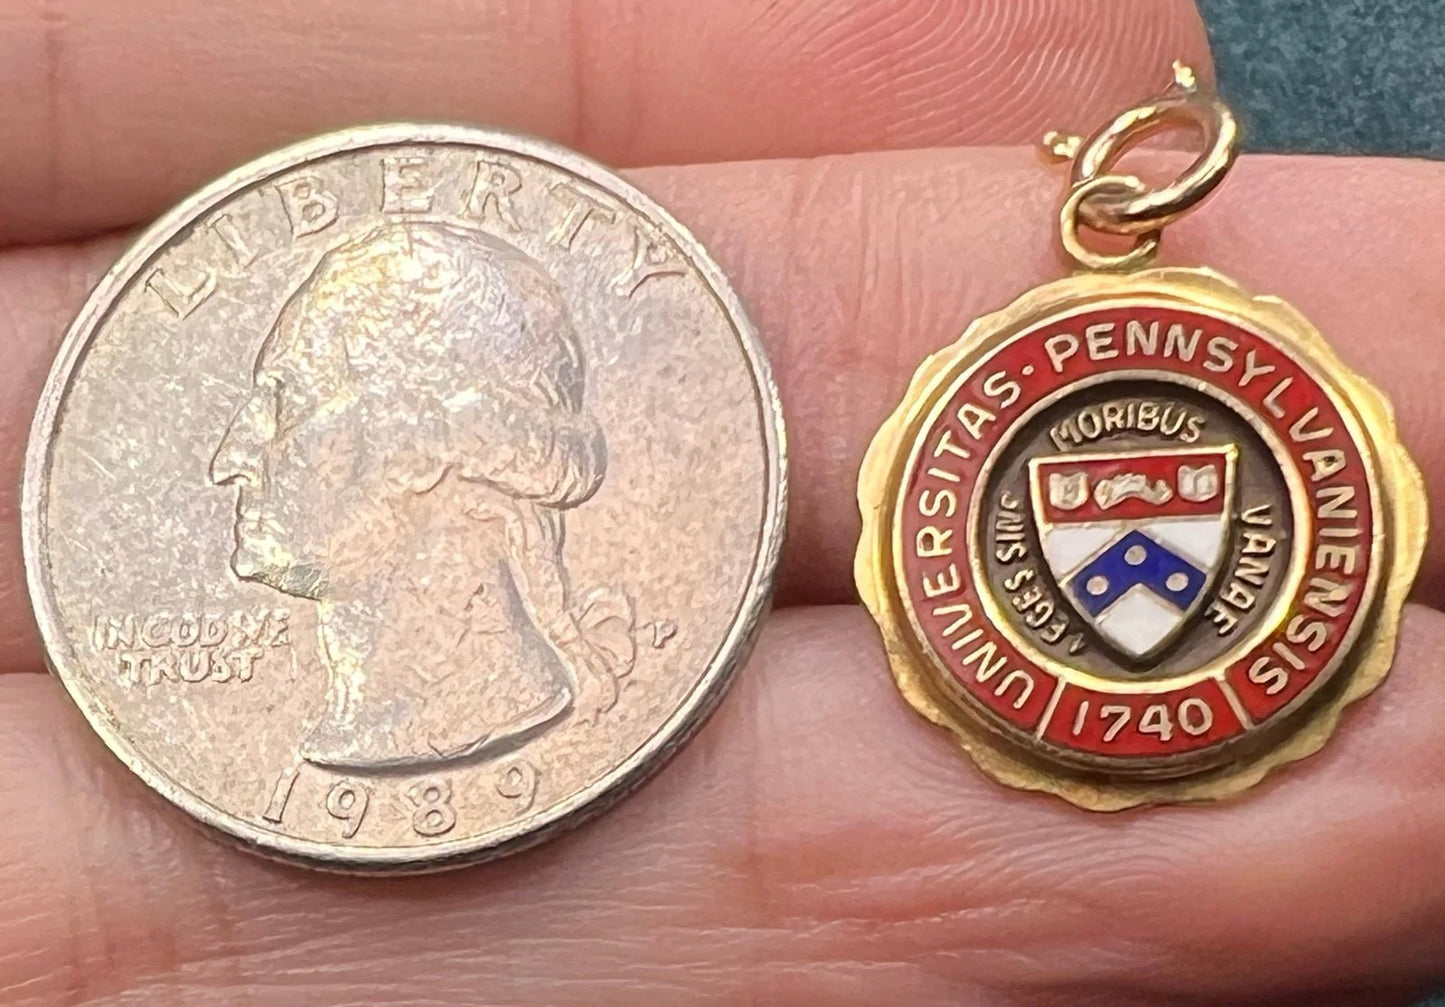 LIBERTY
IN GOD WE
TRUST
P
1989
UNIVERSITAS · PENNSYLVANIENSIS
1740
LEGES SINE
MORIBUS
VANAE